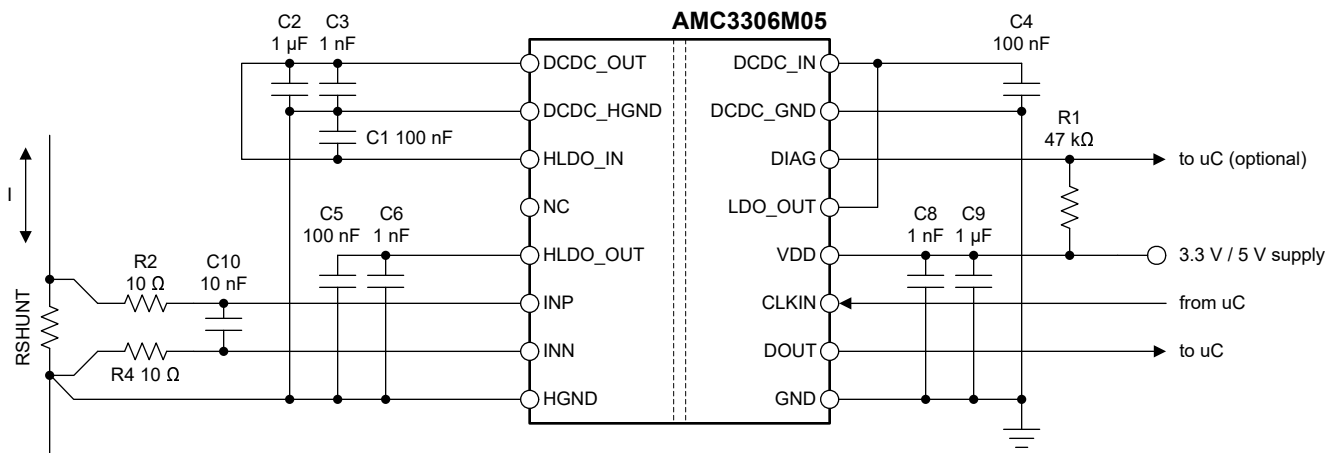 AMC3306M05
C2
1 µF
C3
1 nF
C4
100 nF
DCDC_OUT
DCDC_IN
DCDC_HGND
DCDC_GND
R1
47 kΩ
C1 100 nF
HLDO_IN
DIAG
to uC (optional)
I
NC
LDO_OUT
C5
100 nF
C6
1 nF
C8
1 nF
C9
1 µF
HLDO_OUT
VDD
3.3 V / 5 V supply
R2
10 Ω
C10
10 nF
INP
CLKIN
from uC
RSHUNT
INN
DOUT
to uC
R4 10 Ω
HGND
GND